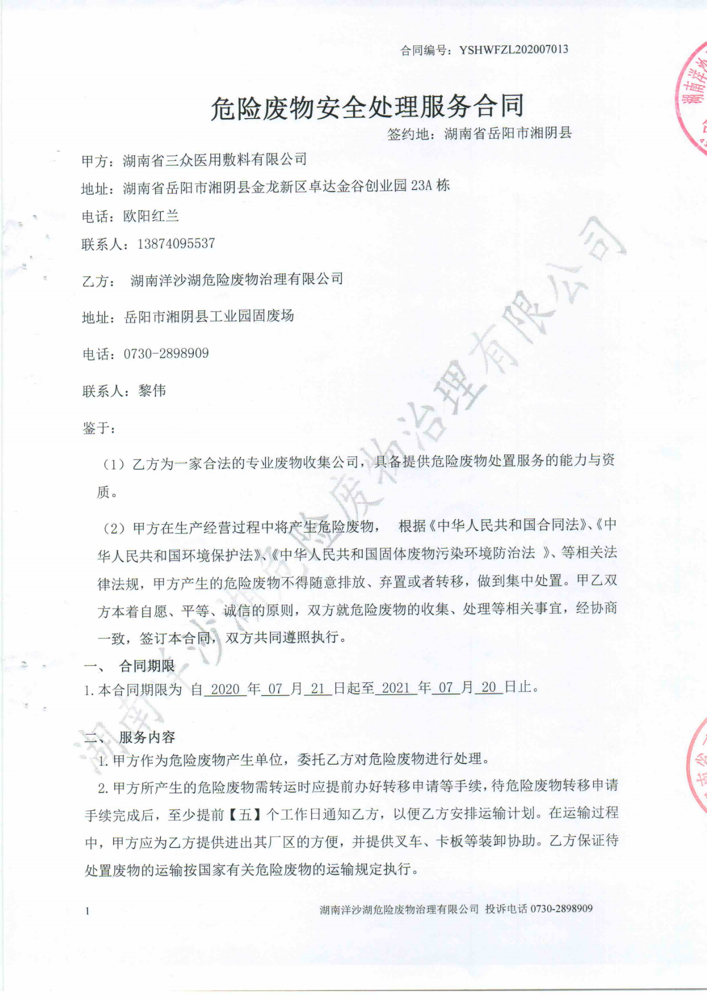 合同编号：YSHWFZL202007013
危险废物安全处理服务合同
签约地：湖南省岳阳市湘阴县
甲方：湖南省三众医用敷料有限公司
地址：湖南省岳阳市湘阴县金龙新区卓达金谷创业园 23A 栋
电话：欧阳红兰
联系人：13874095537
乙方： 湖南洋沙湖危险废物治理有限公司
地址：岳阳市湘阴县工业园固废场
电话：0730-2898909
联系人：黎伟
鉴于：
（1）乙方为一家合法的专业废物收集公司，具备提供危险废物处置服务的能力与资
质。
（2）甲方在生产经营过程中将产生危险废物， 根据《中华人民共和国合同法》、《中
华人民共和国环境保护法》、《中华人民共和国固体废物污染环境防治法 》、等相关法
律法规，甲方产生的危险废物不得随意排放、弃置或者转移，做到集中处置。甲乙双
方本着自愿、平等、诚信的原则，双方就危险废物的收集、处理等相关事宜，经协商
一致，签订本合同，双方共同遵照执行。
一、 合同期限
1.本合同期限为 自 2020 年 07 月 21 日起至 2021 年 07 月 20 日止。
二、 服务内容
1.甲方作为危险废物产生单位，委托乙方对危险废物进行处理。
2.甲方所产生的危险废物需转运时应提前办好转移申请等手续，待危险废物转移申请
手续完成后，至少提前【五】个工作日通知乙方，以便乙方安排运输计划。在运输过程
中，甲方应为乙方提供进出其厂区的方便，并提供叉车、卡板等装卸协助。乙方保证待
处置废物的运输按国家有关危险废物的运输规定执行。
1 湖南洋沙湖危险废物治理有限公司 投诉电话 0730-2898909
湖南洋沙湖危险废物治理有限公司
湖南洋沙